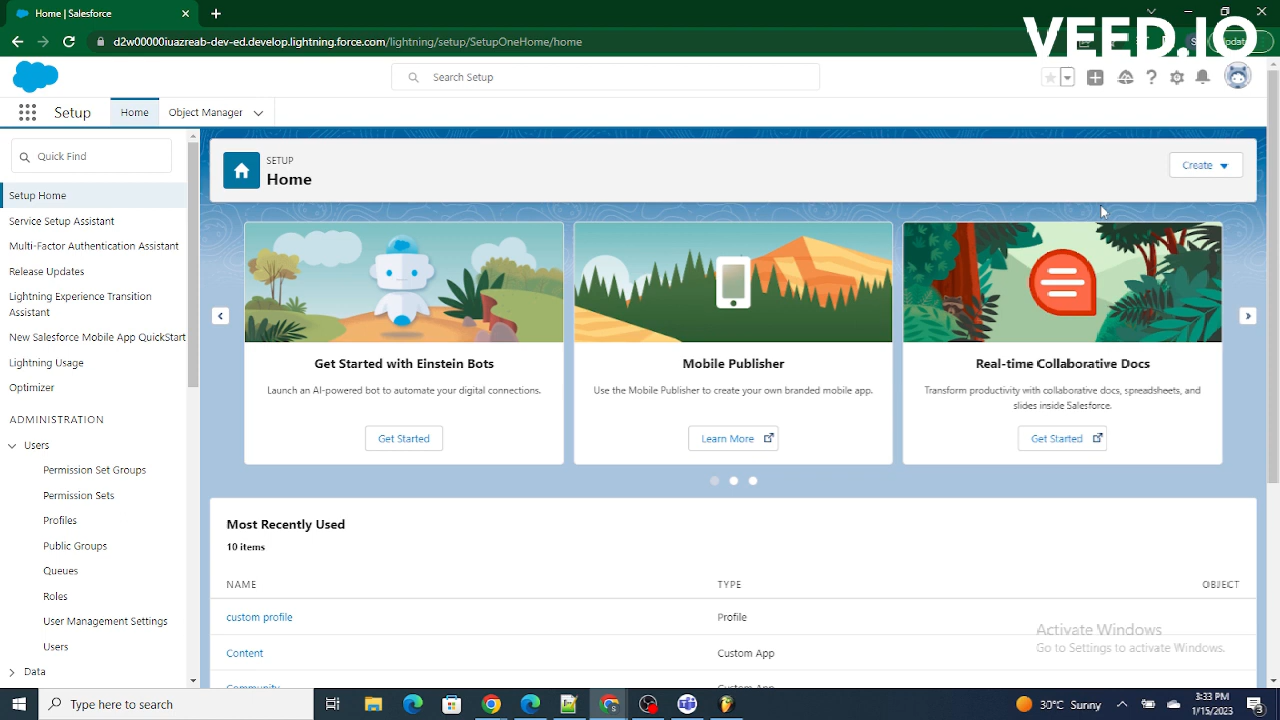 Home | Salesforce
VEED.IO
d2w00000iuazreab-dev-ed.develop.lightning.force.com/lightning/setup/SetupOneHome/home
Search Setup
Setup
Home
Object Manager
Quick Find
Setup Home
Service Setup Assistant
Multi-Factor Authentication Assistant
Release Updates
Lightning Experience Transition
Assistant
New Salesforce Mobile App QuickStart
Lightning Usage
Optimizer
ADMINISTRATION
Users
Permission Set Groups
Permission Sets
Profiles
Public Groups
Queues
Roles
User Management Settings
Users
Data
SETUP
Home
Create
Get Started with Einstein Bots
Launch an AI-powered bot to automate your digital connections.
Get Started
Mobile Publisher
Use the Mobile Publisher to create your own branded mobile app.
Learn More
Real-time Collaborative Docs
Transform productivity with collaborative docs, spreadsheets, and
slides inside Salesforce.
Get Started
Most Recently Used
10 items
NAME TYPE OBJECT
custom profile Profile
Content Custom App
Community Custom App
Activate Windows
Go to Settings to activate Windows.
Type here to search
30°C Sunny
3:33 PM
1/15/2023